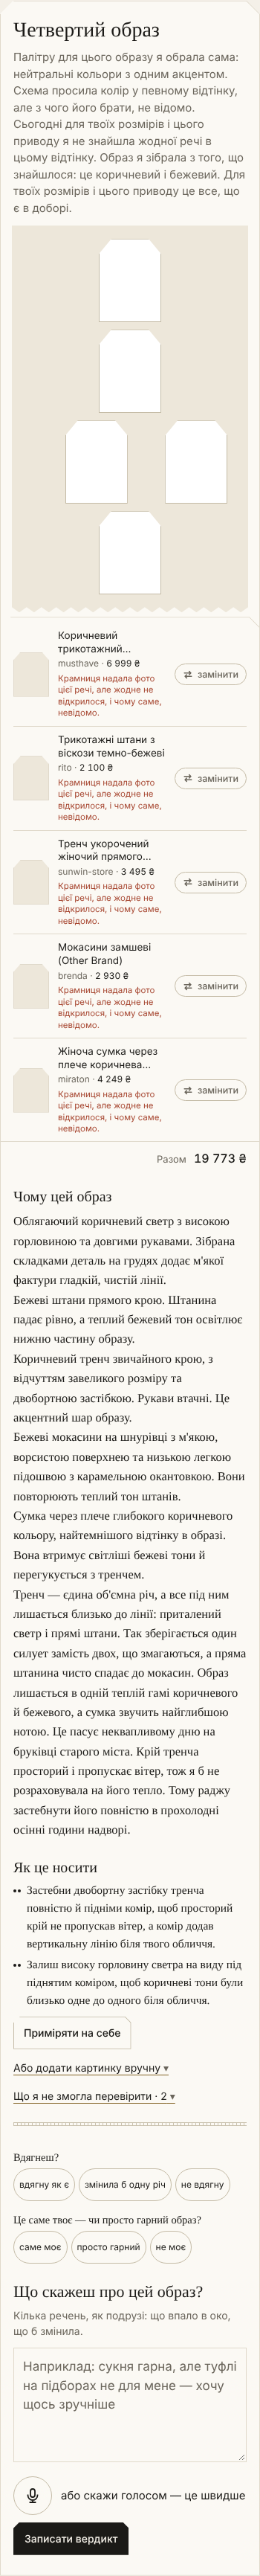 Четвертий образ
Палітру для цього образу я обрала сама:
нейтральні кольори з одним акцентом.
Схема просила колір у певному відтінку,
але з чого його брати, не відомо.
Сьогодні для твоїх розмірів і цього
приводу я не знайшла жодної речі в
цьому відтінку. Образ я зібрала з того, що
знайшлося: це коричневий і бежевий. Для
твоїх розмірів і цього приводу це все, що
є в доборі.
Коричневий
трикотажний...
musthave · 6 999 ₴
Крамниця надала фото
цієї речі, але жодне не
відкрилося, і чому саме,
невідомо.
замінити
Трикотажні штани з
віскози темно-бежеві
rito · 2 100 ₴
Крамниця надала фото
цієї речі, але жодне не
відкрилося, і чому саме,
невідомо.
замінити
Тренч укорочений
жіночий прямого...
sunwin-store · 3 495 ₴
Крамниця надала фото
цієї речі, але жодне не
відкрилося, і чому саме,
невідомо.
замінити
Мокасини замшеві
(Other Brand)
brenda · 2 930 ₴
Крамниця надала фото
цієї речі, але жодне не
відкрилося, і чому саме,
невідомо.
замінити
Жіноча сумка через
плече коричнева...
miraton · 4 249 ₴
Крамниця надала фото
цієї речі, але жодне не
відкрилося, і чому саме,
невідомо.
замінити
Разом 19 773 ₴
Чому цей образ
Облягаючий коричневий светр з високою
горловиною та довгими рукавами. Зібрана
складками деталь на грудях додає м'якої
фактури гладкій, чистій лінії.
Бежеві штани прямого крою. Штанина
падає рівно, а теплий бежевий тон освітлює
нижню частину образу.
Коричневий тренч звичайного крою, з
відчуттям завеликого розміру та
двобортною застібкою. Рукави втачні. Це
акцентний шар образу.
Бежеві мокасини на шнурівці з м'якою,
ворсистою поверхнею та низькою легкою
підошвою з карамельною окантовкою. Вони
повторюють теплий тон штанів.
Сумка через плече глибокого коричневого
кольору, найтемнішого відтінку в образі.
Вона втримує світліші бежеві тони й
перегукується з тренчем.
Тренч — єдина об'ємна річ, а все під ним
лишається близько до лінії: приталений
светр і прямі штани. Так зберігається один
силует замість двох, що змагаються, а пряма
штанина чисто спадає до мокасин. Образ
лишається в одній теплій гамі коричневого
й бежевого, а сумка звучить найглибшою
нотою. Це пасує неквапливому дню на
бруківці старого міста. Крій тренча
просторий і пропускає вітер, тож я б не
розраховувала на його тепло. Тому раджу
застебнути його повністю в прохолодні
осінні години надворі.
Як це носити
•• Застебни двобортну застібку тренча
повністю й підніми комір, щоб просторий
крій не пропускав вітер, а комір додав
вертикальну лінію біля твого обличчя.
•• Залиш високу горловину светра на виду під
піднятим коміром, щоб коричневі тони були
близько одне до одного біля обличчя.
Приміряти на себе
Або додати картинку вручну ▾
Що я не змогла перевірити · 2 ▾
Вдягнеш?
вдягну як є
змінила б одну річ
не вдягну
Це саме твоє — чи просто гарний образ?
саме моє
просто гарний
не моє
Що скажеш про цей образ?
Кілька речень, як подрузі: що впало в око,
що б змінила.
Наприклад: сукня гарна, але туфлі
на підборах не для мене — хочу
щось зручніше
або скажи голосом — це швидше
Записати вердикт